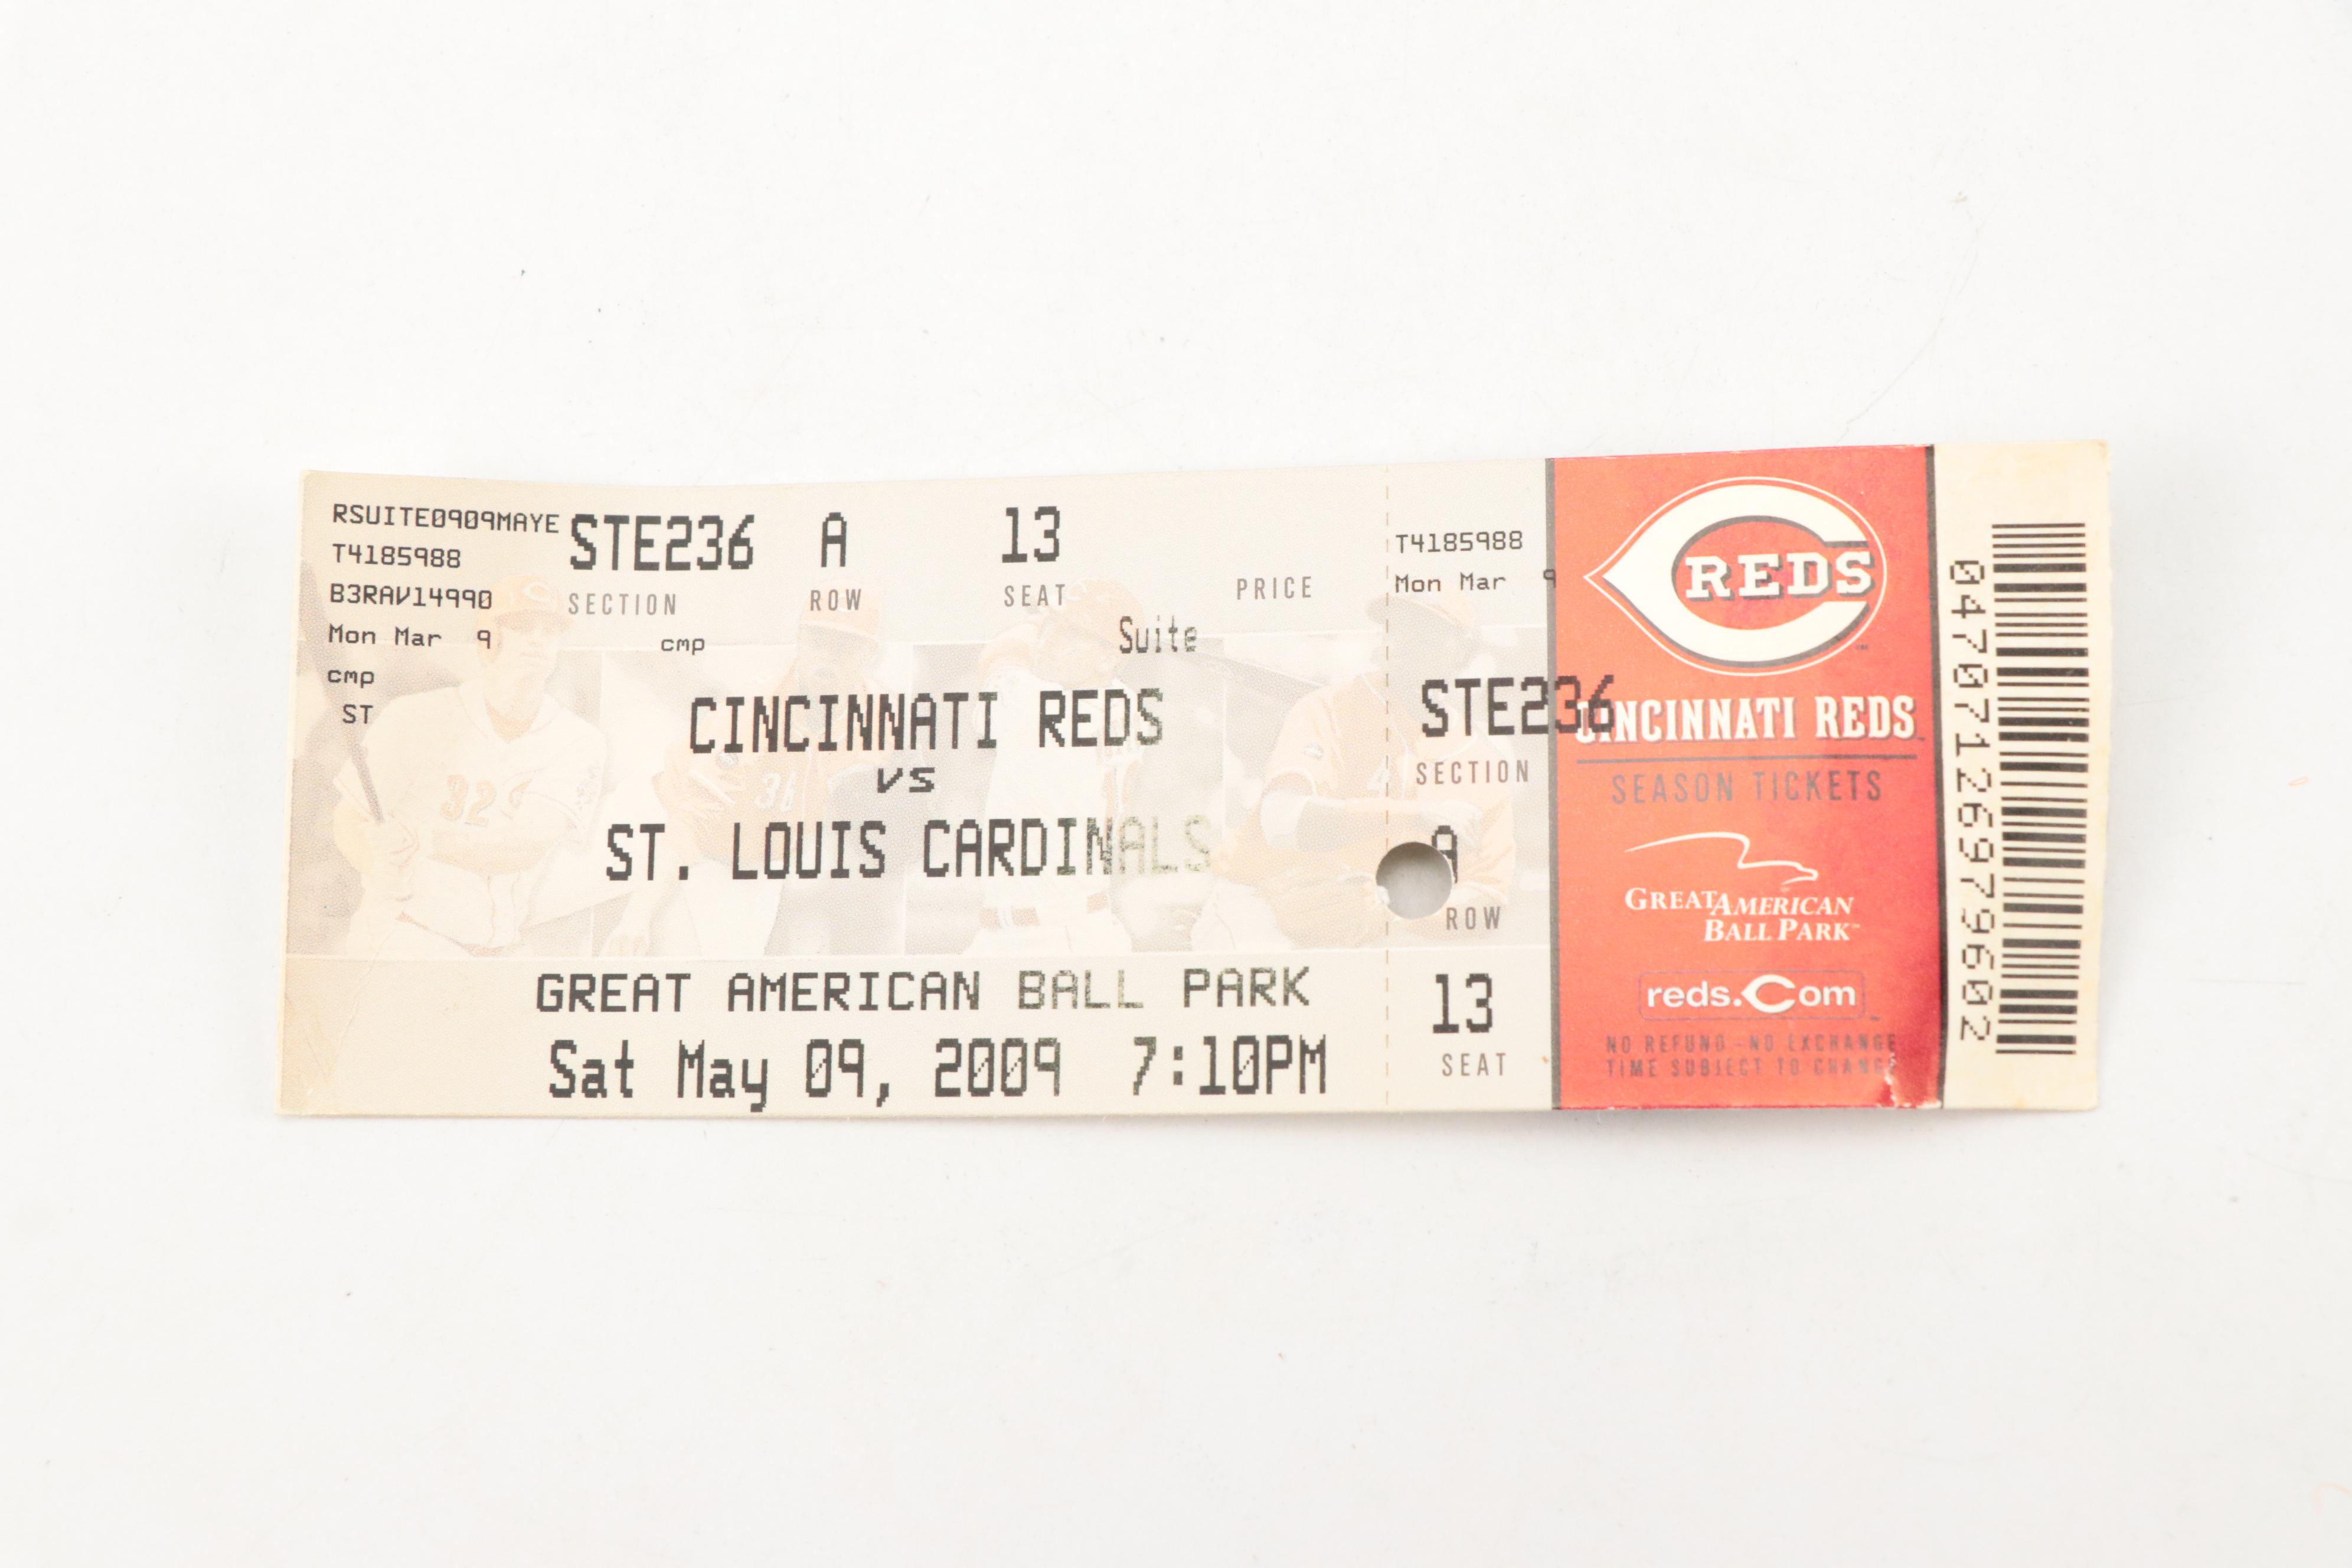 RSUITE0909MAYE
T4185988
B3RAV14990
Mon Mar 9
cmp
ST
STE236 A 13
SECTION ROW SEAT PRICE
cmp Suite
CINCINNATI REDS
vs
ST. LOUIS CARDINALS
GREAT AMERICAN BALL PARK
Sat May 09, 2009 7:10PM
32
36
T4185988
Mon Mar 9
STE236
SECTION
A
ROW
13
SEAT
REDS
CINCINNATI REDS
SEASON TICKETS
GREAT AMERICAN
BALL PARK
reds.Com
NO REFUND - NO EXCHANGE
TIME SUBJECT TO CHANGE
04707126979602